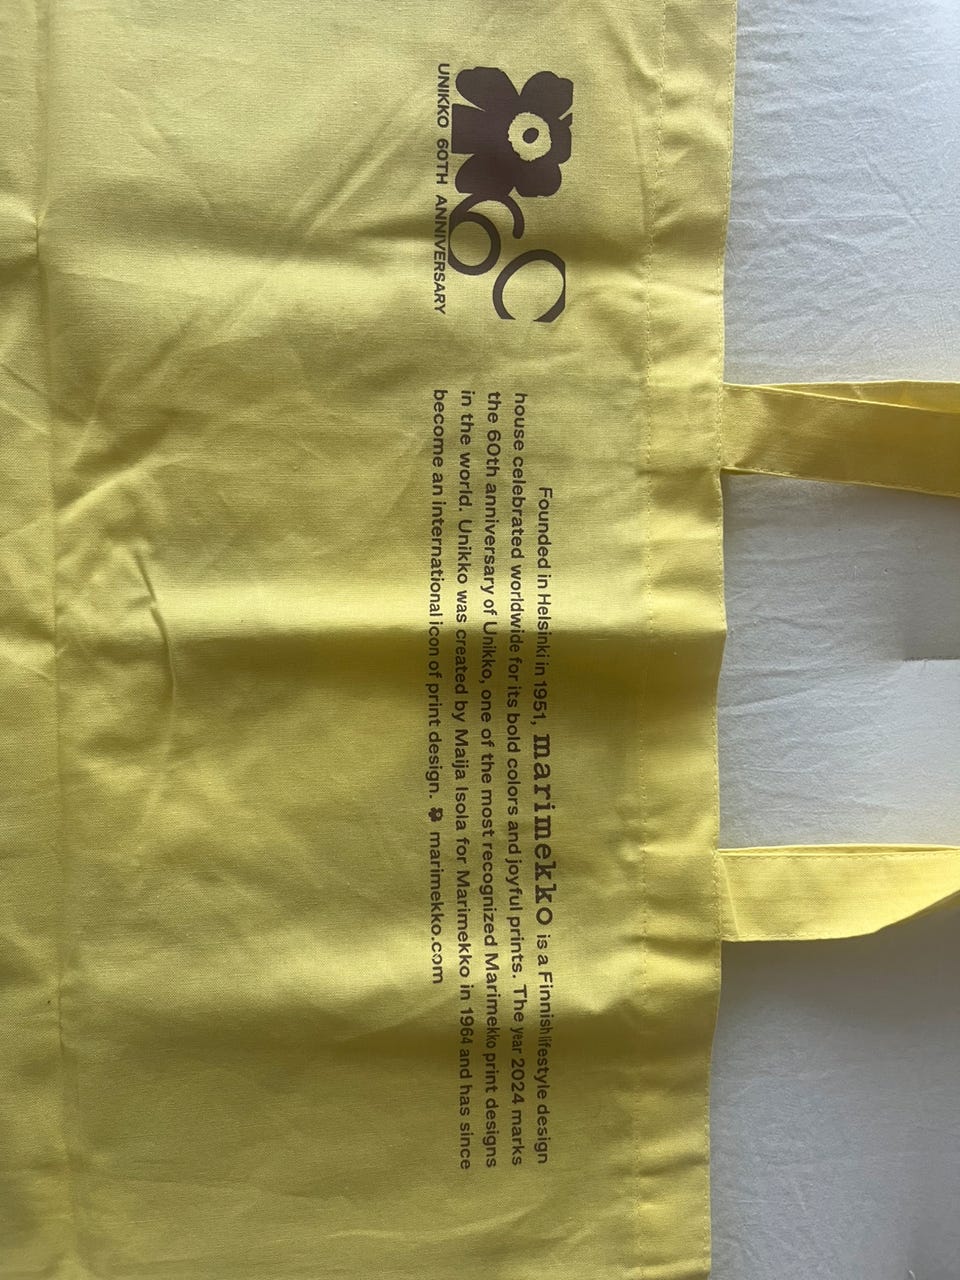 60
UNIKKO 60TH ANNIVERSARY
Founded in Helsinki in 1951, marimekko is a Finnish lifestyle design
house celebrated worldwide for its bold colors and joyful prints. The year 2024 marks
the 60th anniversary of Unikko, one of the most recognized Marimekko print designs
in the world. Unikko was created by Maija Isola for Marimekko in 1964 and has since
become an international icon of print design. marimekko.com